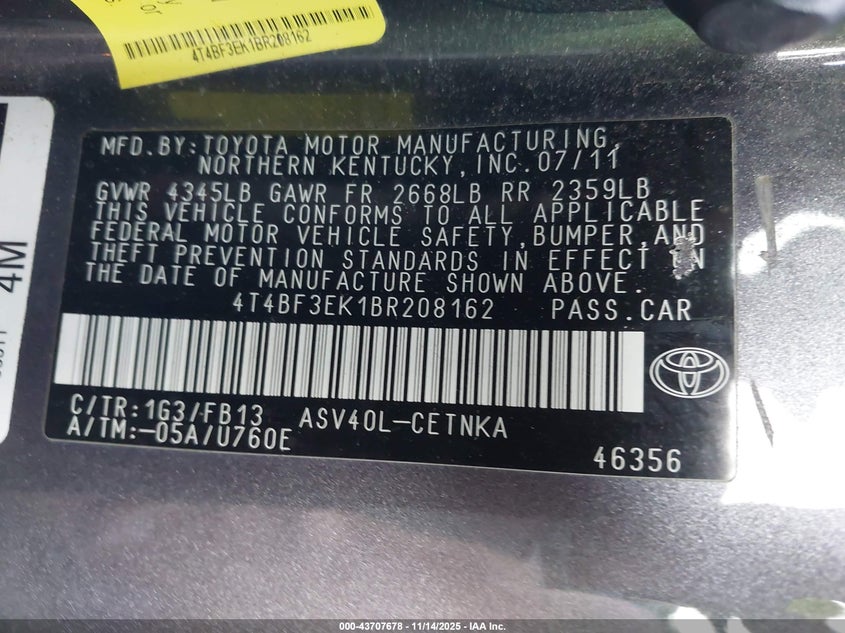 4T4BF3EK1BR208162
4M
MFD.BY:TOYOTA MOTOR MANUFACTURING,
NORTHERN KENTUCKY,INC.07/11
GVWR 4345LB GAWR FR 2668LB RR 2359LB
THIS VEHICLE CONFORMS TO ALL APPLICABLE
FEDERAL MOTOR VEHICLE SAFETY,BUMPER,AND
THEFT PREVENTION STANDARDS IN EFFECT ON
THE DATE OF MANUFACTURE SHOWN ABOVE.
4T4BF3EK1BR208162 PASS.CAR
C/TR:1G3/FB13 ASV40L-CETNKA
A/TM:-05A/U760E
46356
000-43707678 - 11/14/2025 - IAA Inc.